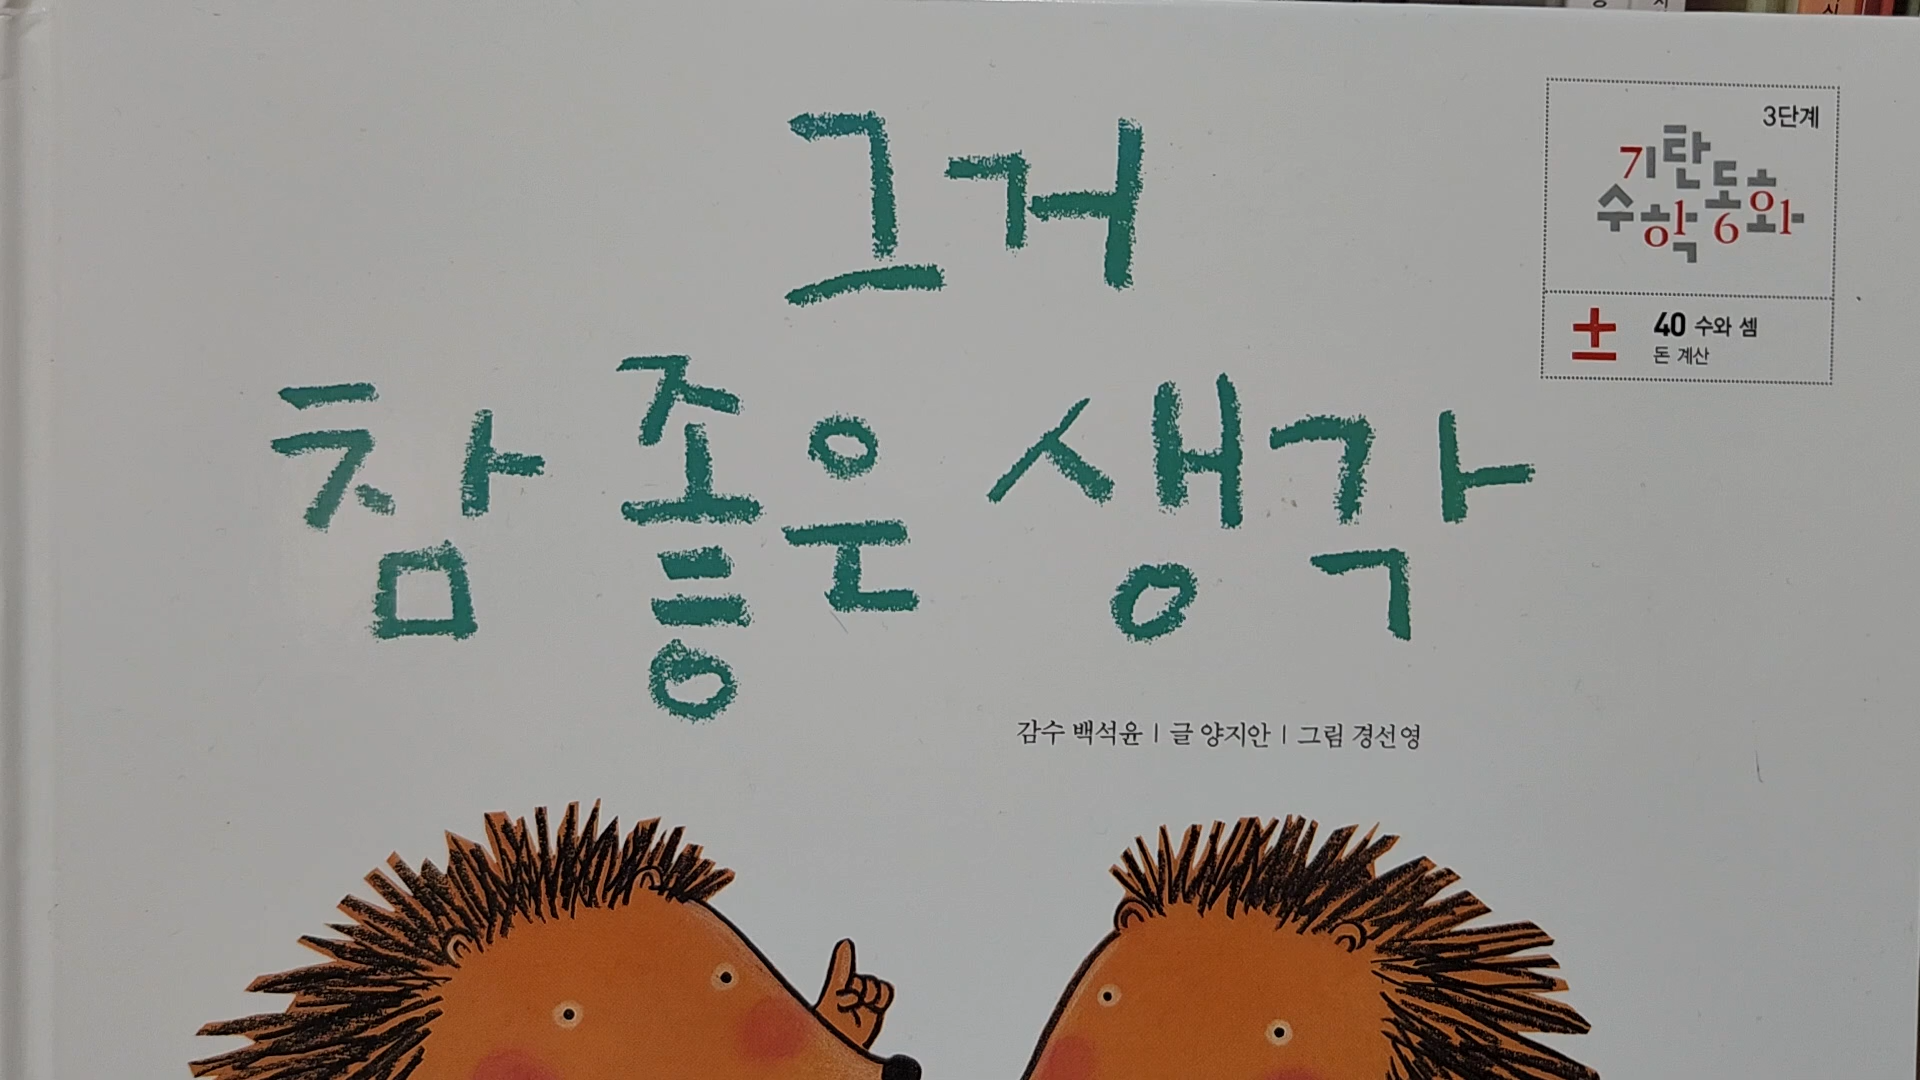 그거
참 좋은 생각
감수 백석윤 | 글 양지안 | 그림 경선영
3단계
기탄
수학동화
± 40 수와 셈
돈 계산